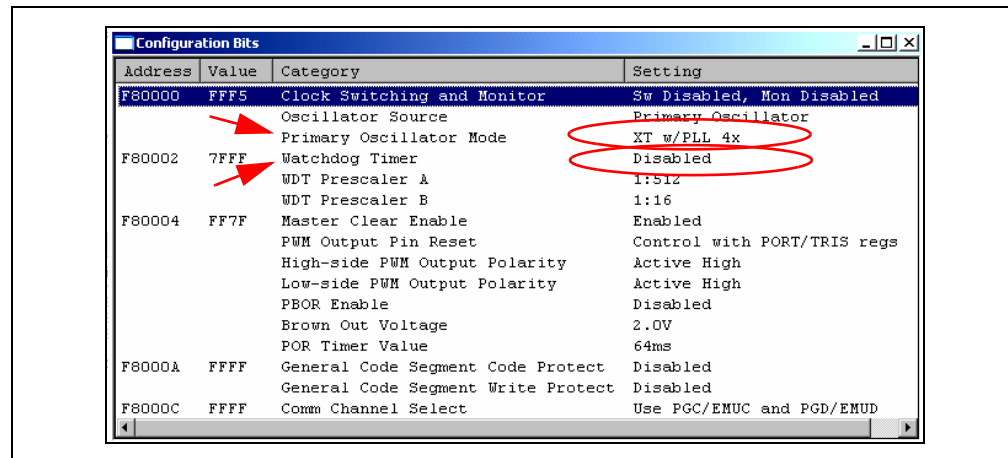 Configuration Bits
Address Value Category Setting
F80000 FFF5 Clock Switching and Monitor Sw Disabled, Mon Disabled
Oscillator Source Primary Oscillator
Primary Oscillator Mode XT w/PLL 4x
F80002 7FFF Watchdog Timer Disabled
WDT Prescaler A 1:512
WDT Prescaler B 1:16
F80004 FF7F Master Clear Enable Enabled
PWM Output Pin Reset Control with PORT/TRIS regs
High-side PWM Output Polarity Active High
Low-side PWM Output Polarity Active High
PBOR Enable Disabled
Brown Out Voltage 2.0V
POR Timer Value 64ms
F8000A FFFF General Code Segment Code Protect Disabled
General Code Segment Write Protect Disabled
F8000C FFFF Comm Channel Select Use PGC/EMUC and PGD/EMUD